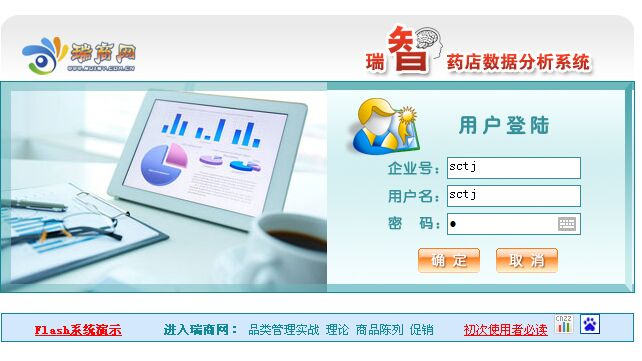 瑞商网
瑞智药店数据分析系统
用户登陆
企业号: sctj
用户名: sctj
密 码: ●
确 定 取 消
Flash系统演示 进入瑞商网： 品类管理实战 理论 商品陈列 促销 初次使用者必读 CNZZ